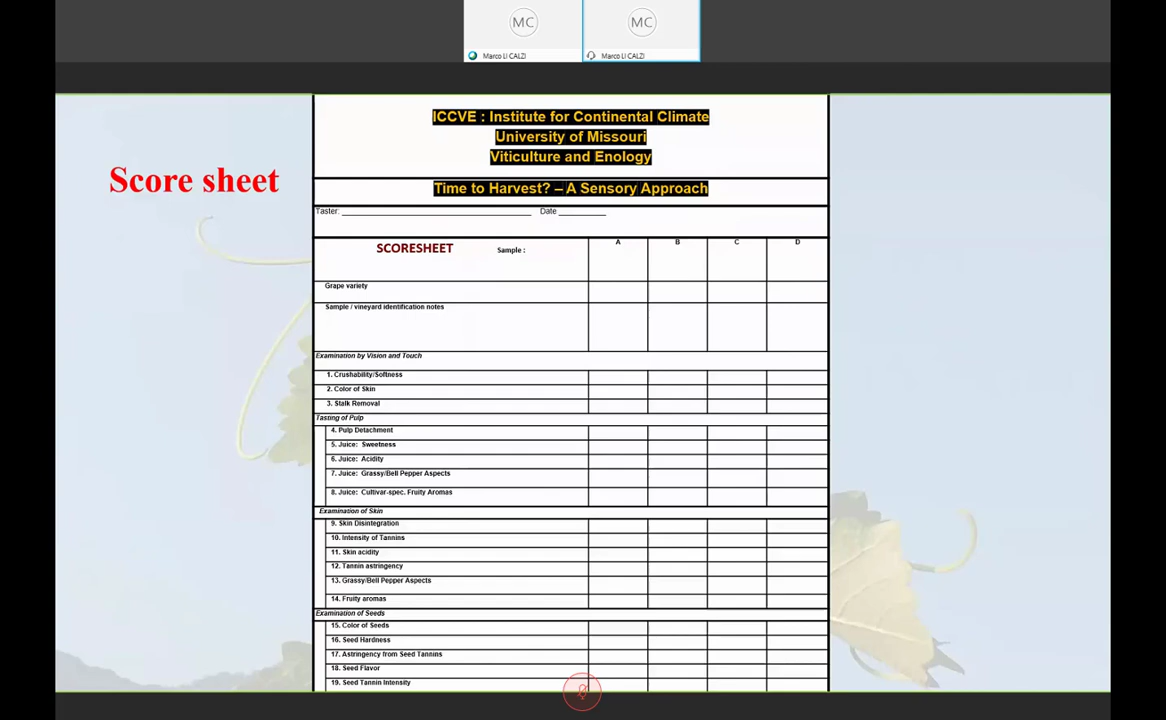 MC
MC
Marco LI CALZI
Marco LI CALZI
ICCVE : Institute for Continental Climate
University of Missouri
Viticulture and Enology
Score sheet
Time to Harvest? – A Sensory Approach
Taster: ________________________________ Date ________
SCORESHEET Sample : A B C D
Grape variety
Sample / vineyard identification notes
Examination by Vision and Touch
1. Crushability/Softness
2. Color of Skin
3. Stalk Removal
Tasting of Pulp
4. Pulp Detachment
5. Juice: Sweetness
6. Juice: Acidity
7. Juice: Grassy/Bell Pepper Aspects
8. Juice: Cultivar-spec. Fruity Aromas
Examination of Skin
9. Skin Disintegration
10. Intensity of Tannins
11. Skin acidity
12. Tannin astringency
13. Grassy/Bell Pepper Aspects
14. Fruity aromas
Examination of Seeds
15. Color of Seeds
16. Seed Hardness
17. Astringency from Seed Tannins
18. Seed Flavor
19. Seed Tannin Intensity